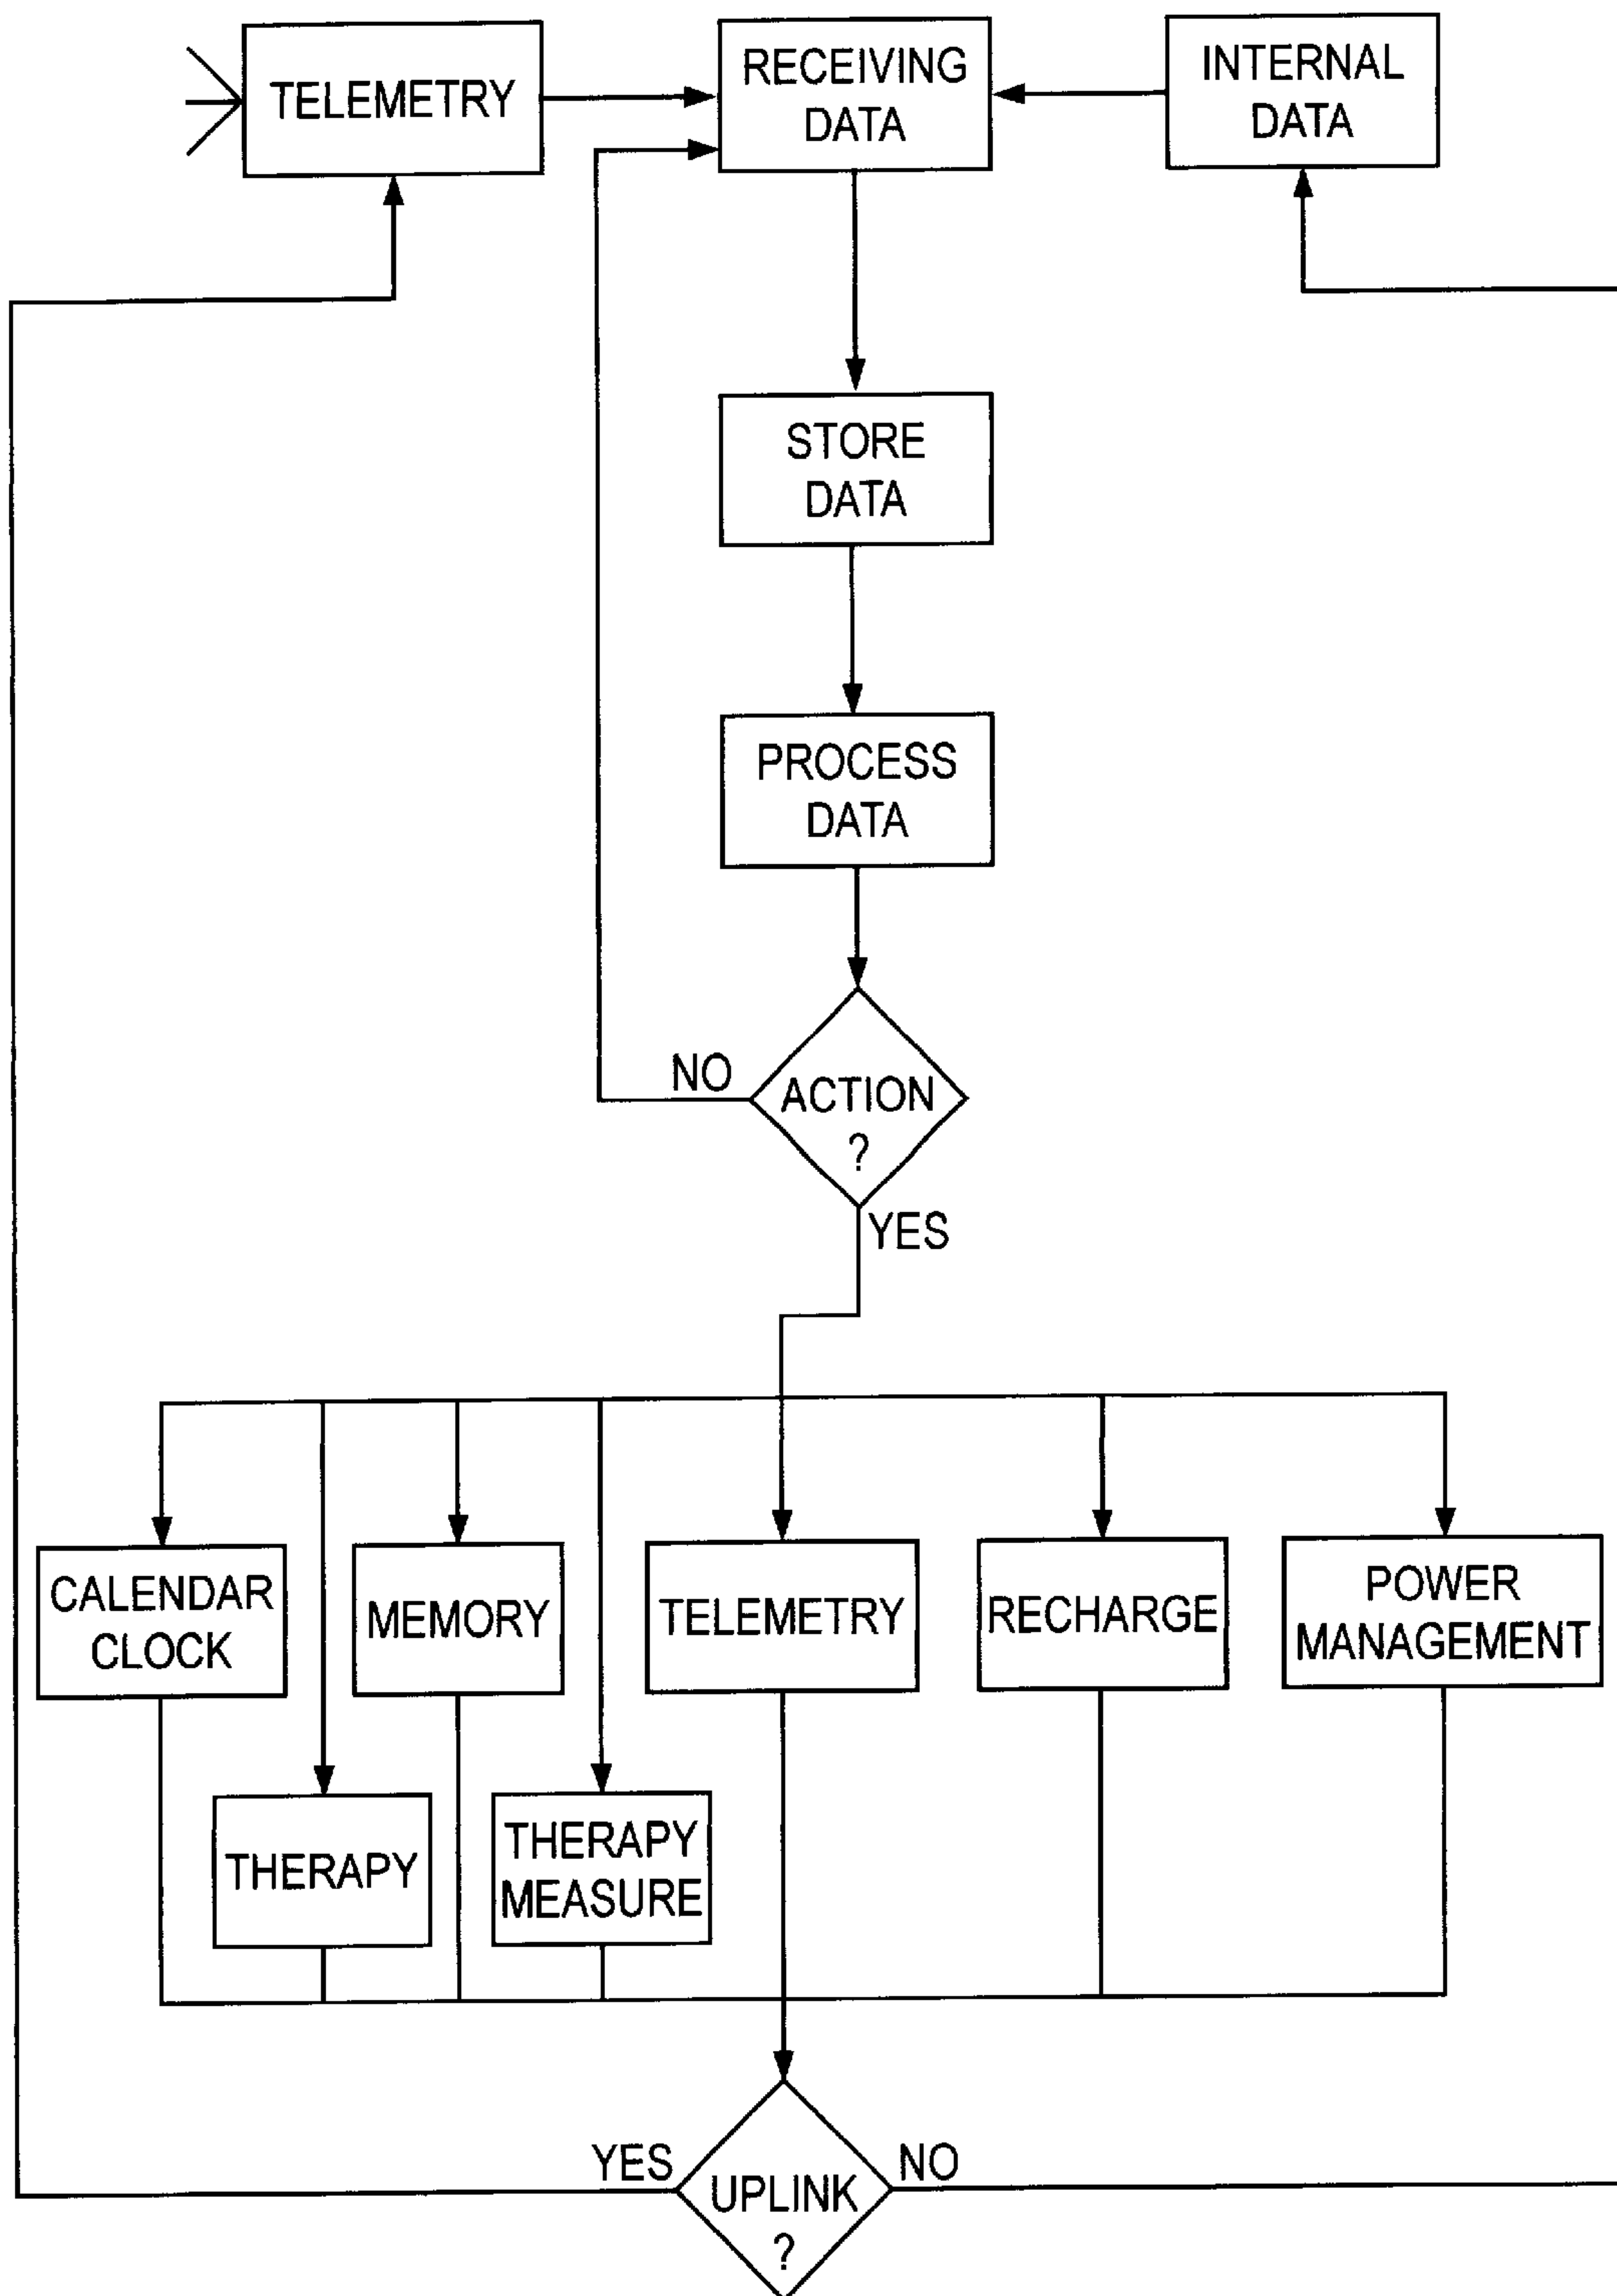 TELEMETRY
RECEIVING
DATA
INTERNAL
DATA
STORE
DATA
PROCESS
DATA
NO
ACTION
?
YES
CALENDAR
CLOCK
MEMORY
TELEMETRY
RECHARGE
POWER
MANAGEMENT
THERAPY
THERAPY
MEASURE
YES
NO
UPLINK
?